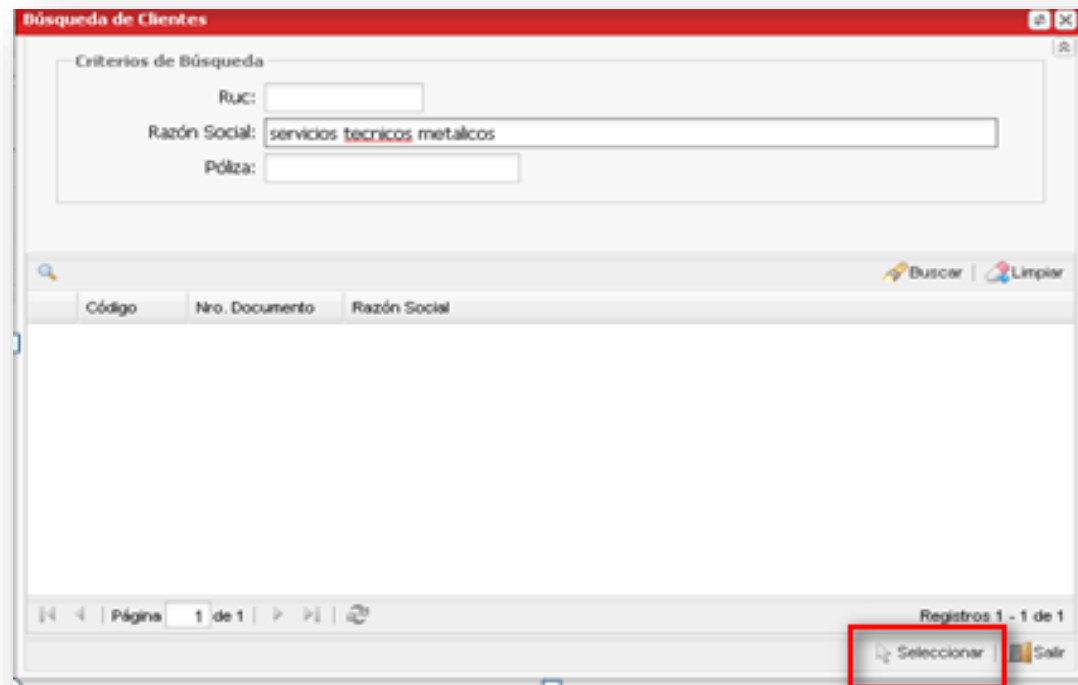 Búsqueda de Clientes
Criterios de Búsqueda
Ruc:
Razón Social: servicios tecnicos metalicos
Póliza:
Buscar | Limpiar
Código Nro. Documento Razón Social
Página 1 de 1 Registros 1 - 1 de 1
Seleccionar | Salir